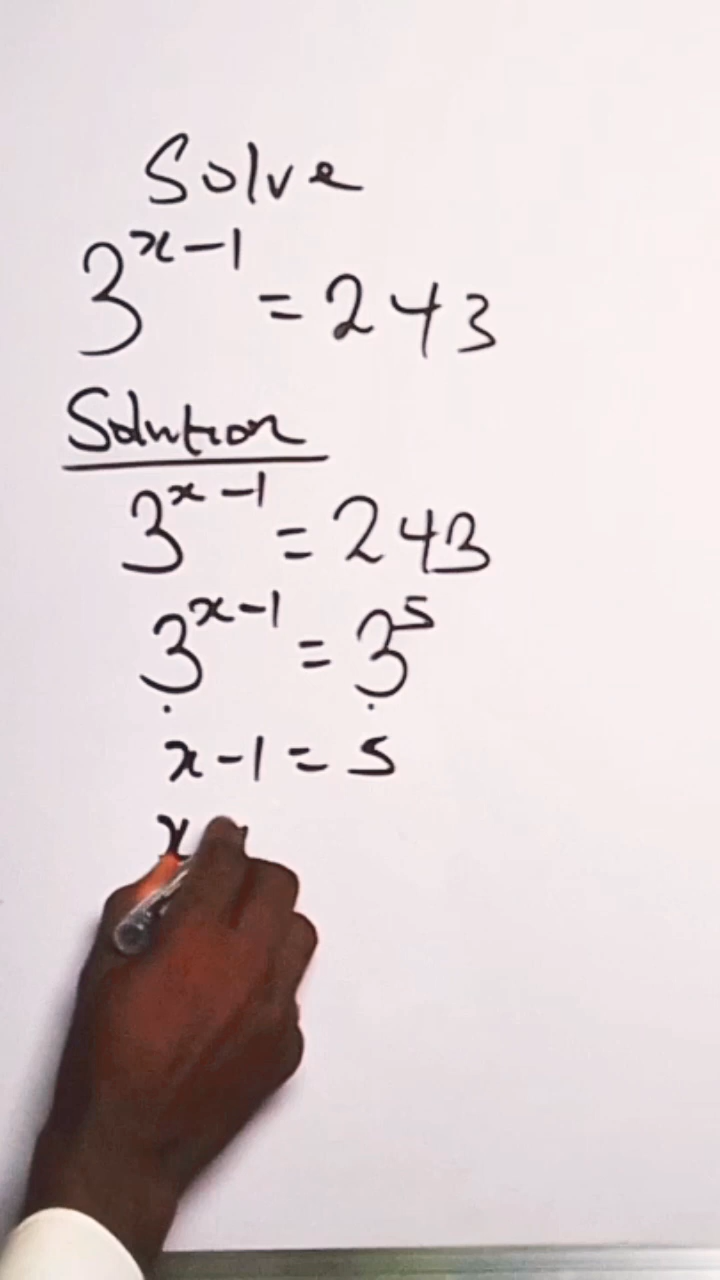 Solve
3^{x-1} = 243
Solution
3^{x-1} = 243
3^{x-1} = 3^5
x-1 = 5
x